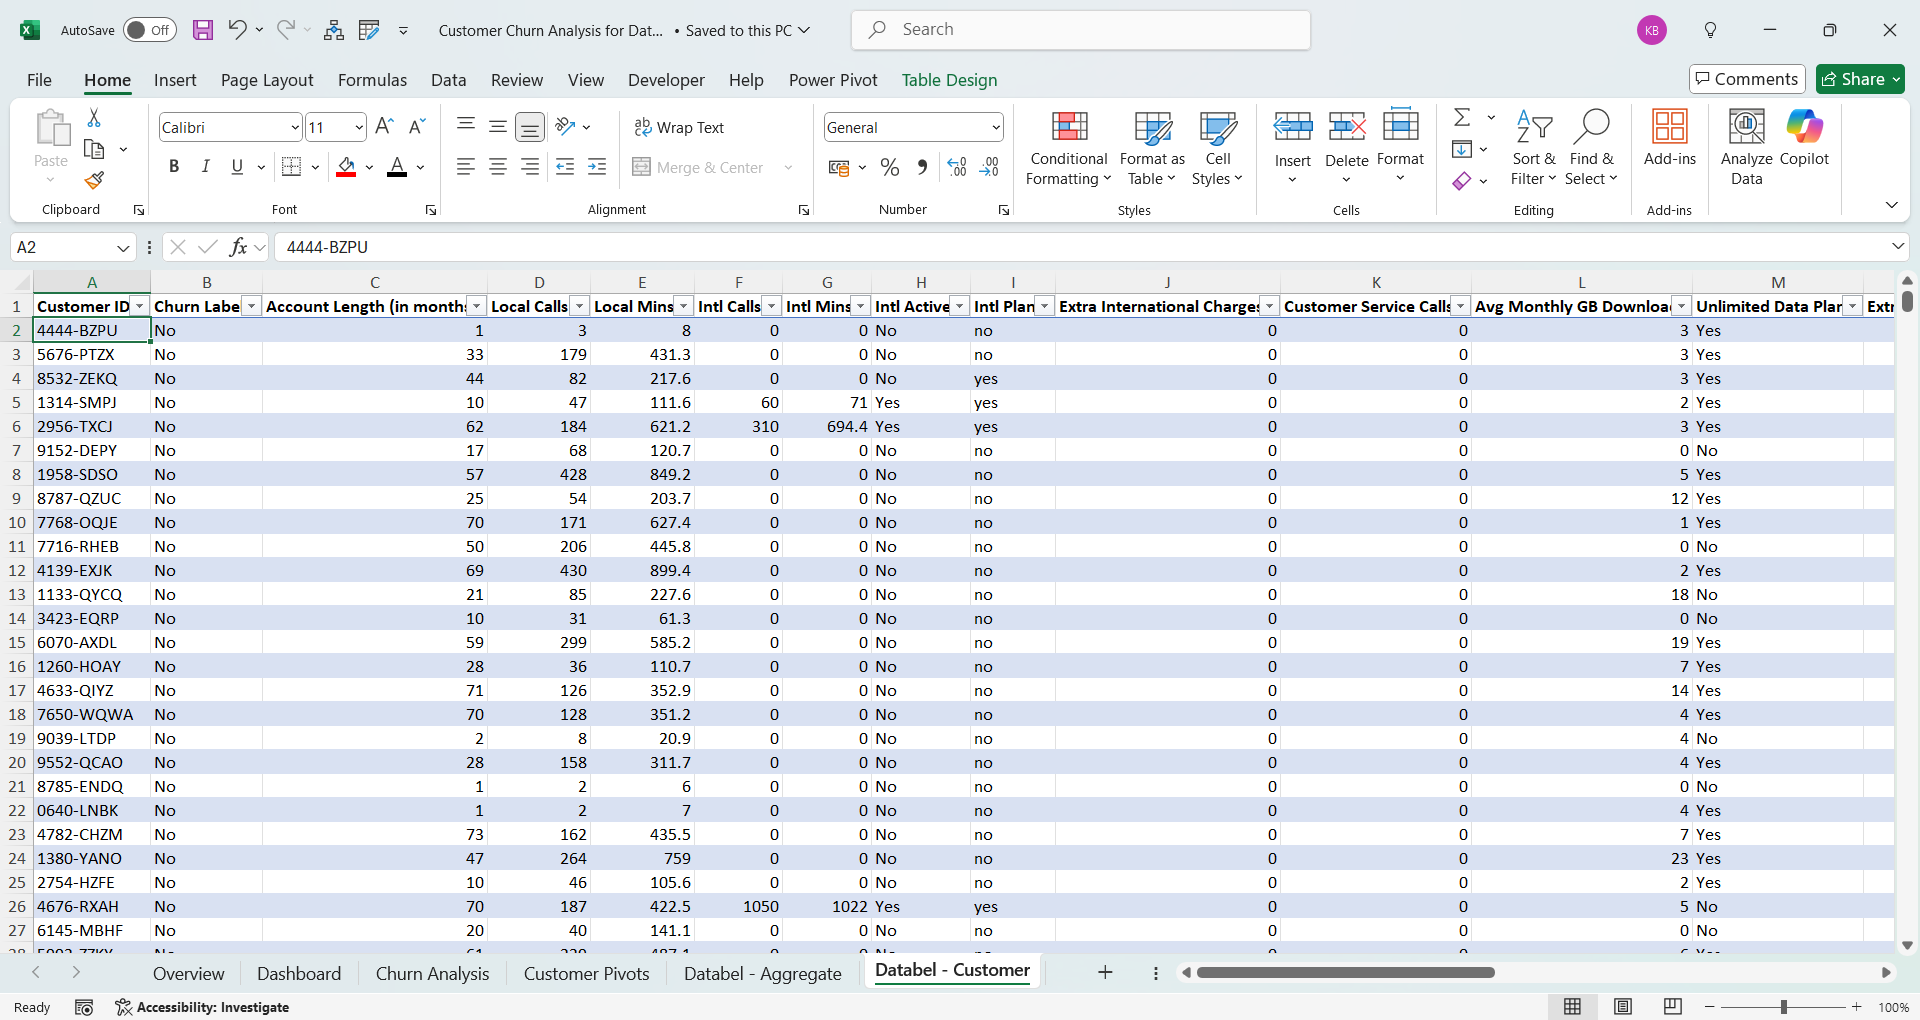 AutoSave Off Customer Churn Analysis for Dat... • Saved to this PC Search KB
File Home Insert Page Layout Formulas Data Review View Developer Help Power Pivot Table Design Comments Share
Paste Calibri 11 Wrap Text General Conditional Formatting Format as Table Cell Styles Insert Delete Format Sort & Filter Find & Select Add-ins Analyze Data Copilot
B I U A Merge & Center % 
Clipboard Font Alignment Number Styles Cells Editing Add-ins
A2 fx 4444-BZPU
A B C D E F G H I J K L M
1 Customer ID Churn Labe Account Length (in month Local Calls Local Mins Intl Calls Intl Mins Intl Active Intl Plan Extra International Charges Customer Service Calls Avg Monthly GB Downloa Unlimited Data Plan Extr
2 4444-BZPU No 1 3 8 0 0 No no 0 0 3 Yes
3 5676-PTZX No 33 179 431.3 0 0 No no 0 0 3 Yes
4 8532-ZEKQ No 44 82 217.6 0 0 No yes 0 0 3 Yes
5 1314-SMPJ No 10 47 111.6 60 71 Yes yes 0 0 2 Yes
6 2956-TXCJ No 62 184 621.2 310 694.4 Yes yes 0 0 3 Yes
7 9152-DEPY No 17 68 120.7 0 0 No no 0 0 0 No
8 1958-SDSO No 57 428 849.2 0 0 No no 0 0 5 Yes
9 8787-QZUC No 25 54 203.7 0 0 No no 0 0 12 Yes
10 7768-OQJE No 70 171 627.4 0 0 No no 0 0 1 Yes
11 7716-RHEB No 50 206 445.8 0 0 No no 0 0 0 No
12 4139-EXJK No 69 430 899.4 0 0 No no 0 0 2 Yes
13 1133-QYCQ No 21 85 227.6 0 0 No no 0 0 18 No
14 3423-EQRP No 10 31 61.3 0 0 No no 0 0 0 No
15 6070-AXDL No 59 299 585.2 0 0 No no 0 0 19 Yes
16 1260-HOAY No 28 36 110.7 0 0 No no 0 0 7 Yes
17 4633-QIYZ No 71 126 352.9 0 0 No no 0 0 14 Yes
18 7650-WQWA No 70 128 351.2 0 0 No no 0 0 4 Yes
19 9039-LTDP No 2 8 20.9 0 0 No no 0 0 4 No
20 9552-QCAO No 28 158 311.7 0 0 No no 0 0 4 Yes
21 8785-ENDQ No 1 2 6 0 0 No no 0 0 0 No
22 0640-LNBK No 1 2 7 0 0 No no 0 0 4 Yes
23 4782-CHZM No 73 162 435.5 0 0 No no 0 0 7 Yes
24 1380-YANO No 47 264 759 0 0 No no 0 0 23 Yes
25 2754-HZFE No 10 46 105.6 0 0 No no 0 0 2 Yes
26 4676-RXAH No 70 187 422.5 1050 1022 Yes yes 0 0 5 No
27 6145-MBHF No 20 40 141.1 0 0 No no 0 0 0 No
Overview Dashboard Churn Analysis Customer Pivots Databel - Aggregate Databel - Customer
Ready Accessibility: Investigate 100%